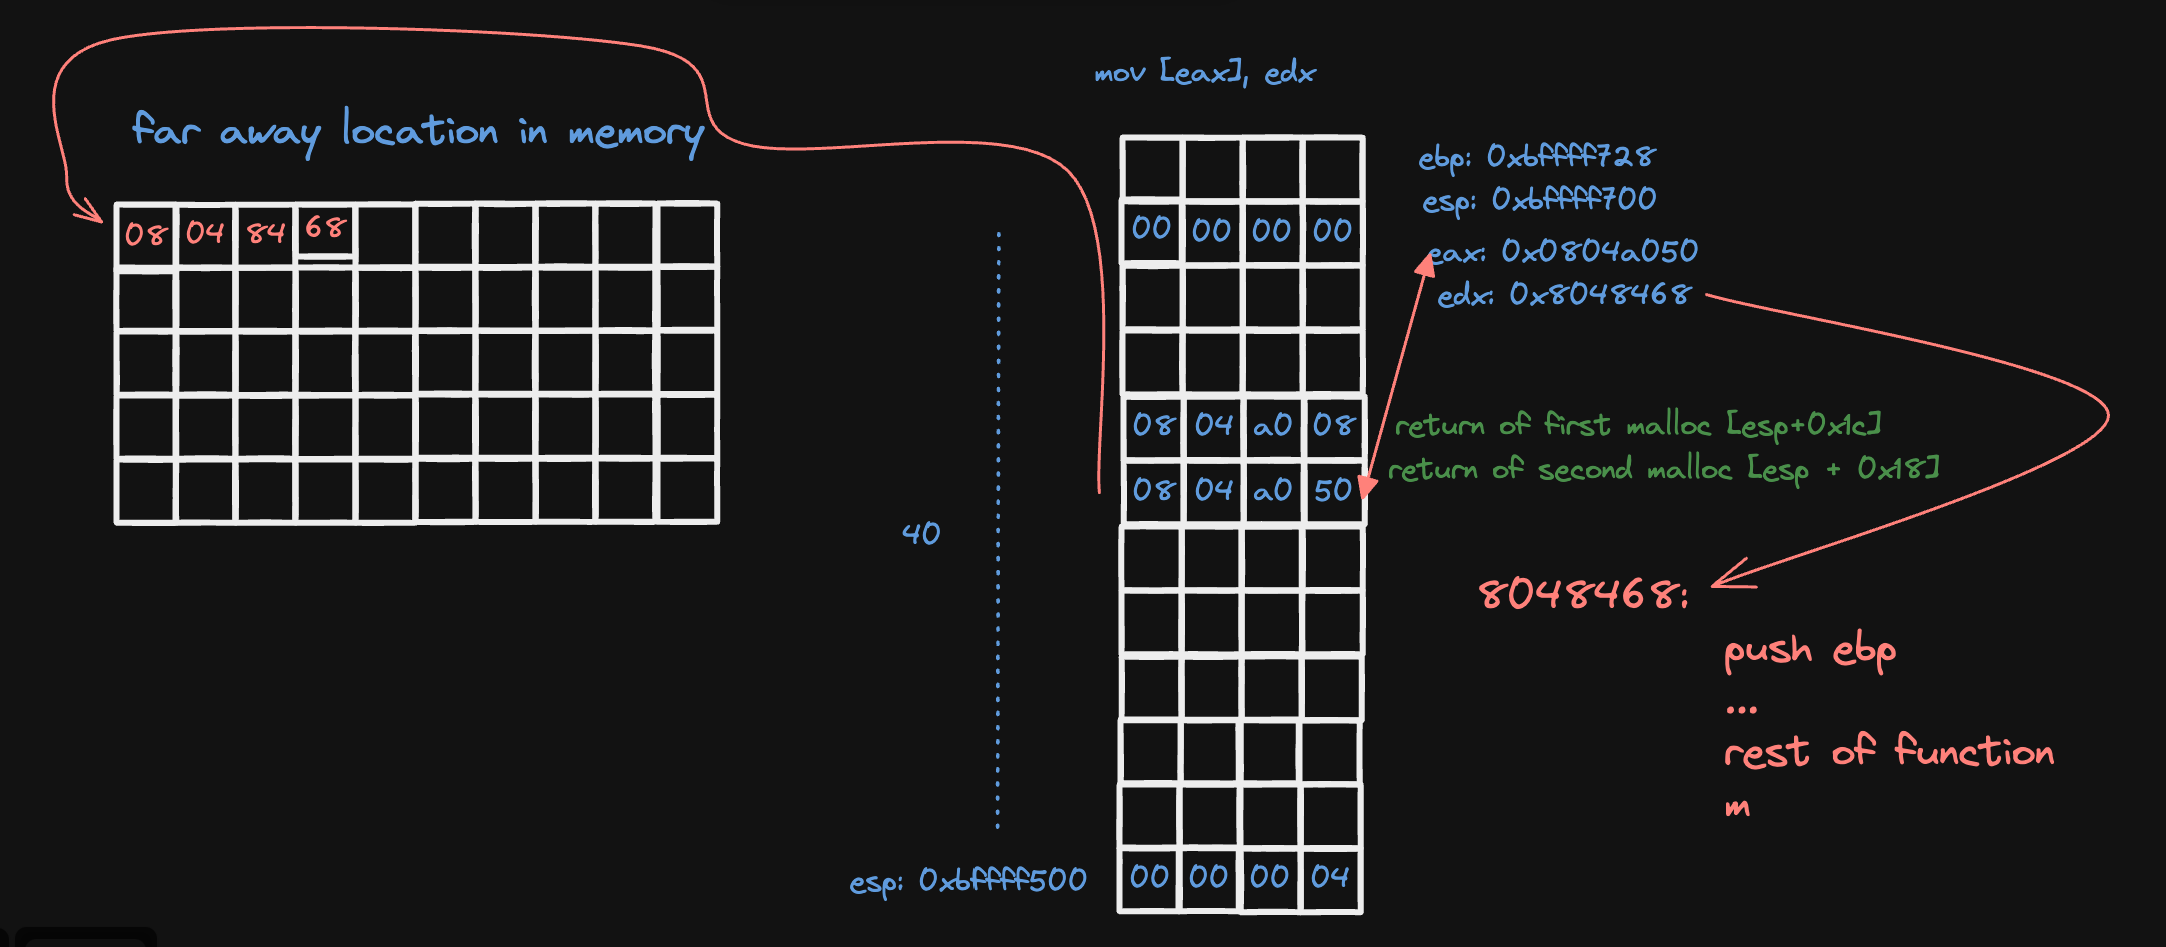 mov [eax], edx
far away location in memory
08 04 84 68
00 00 00 00
ebp: 0xbffff728
esp: 0xbffff700
eax: 0x0804a050
edx: 0x8048468
08 04 a0 08
return of first malloc [esp+0x1c]
08 04 a0 50
return of second malloc [esp + 0x18]
40
8048468:
push ebp
...
rest of function
m
esp: 0xbffff500
00 00 00 04